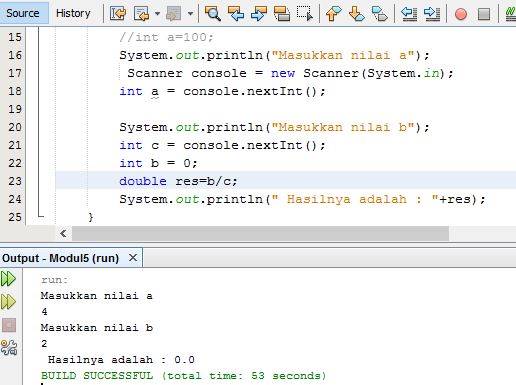 Source History
15 //int a=100;
16 System.out.println("Masukkan nilai a");
17 Scanner console = new Scanner(System.in);
18 int a = console.nextInt();
19
20 System.out.println("Masukkan nilai b");
21 int c = console.nextInt();
22 int b = 0;
23 double res=b/c;
24 System.out.println(" Hasilnya adalah : "+res);
25 }
Output - Modul5 (run)
run:
Masukkan nilai a
4
Masukkan nilai b
2
Hasilnya adalah : 0.0
BUILD SUCCESSFUL (total time: 53 seconds)